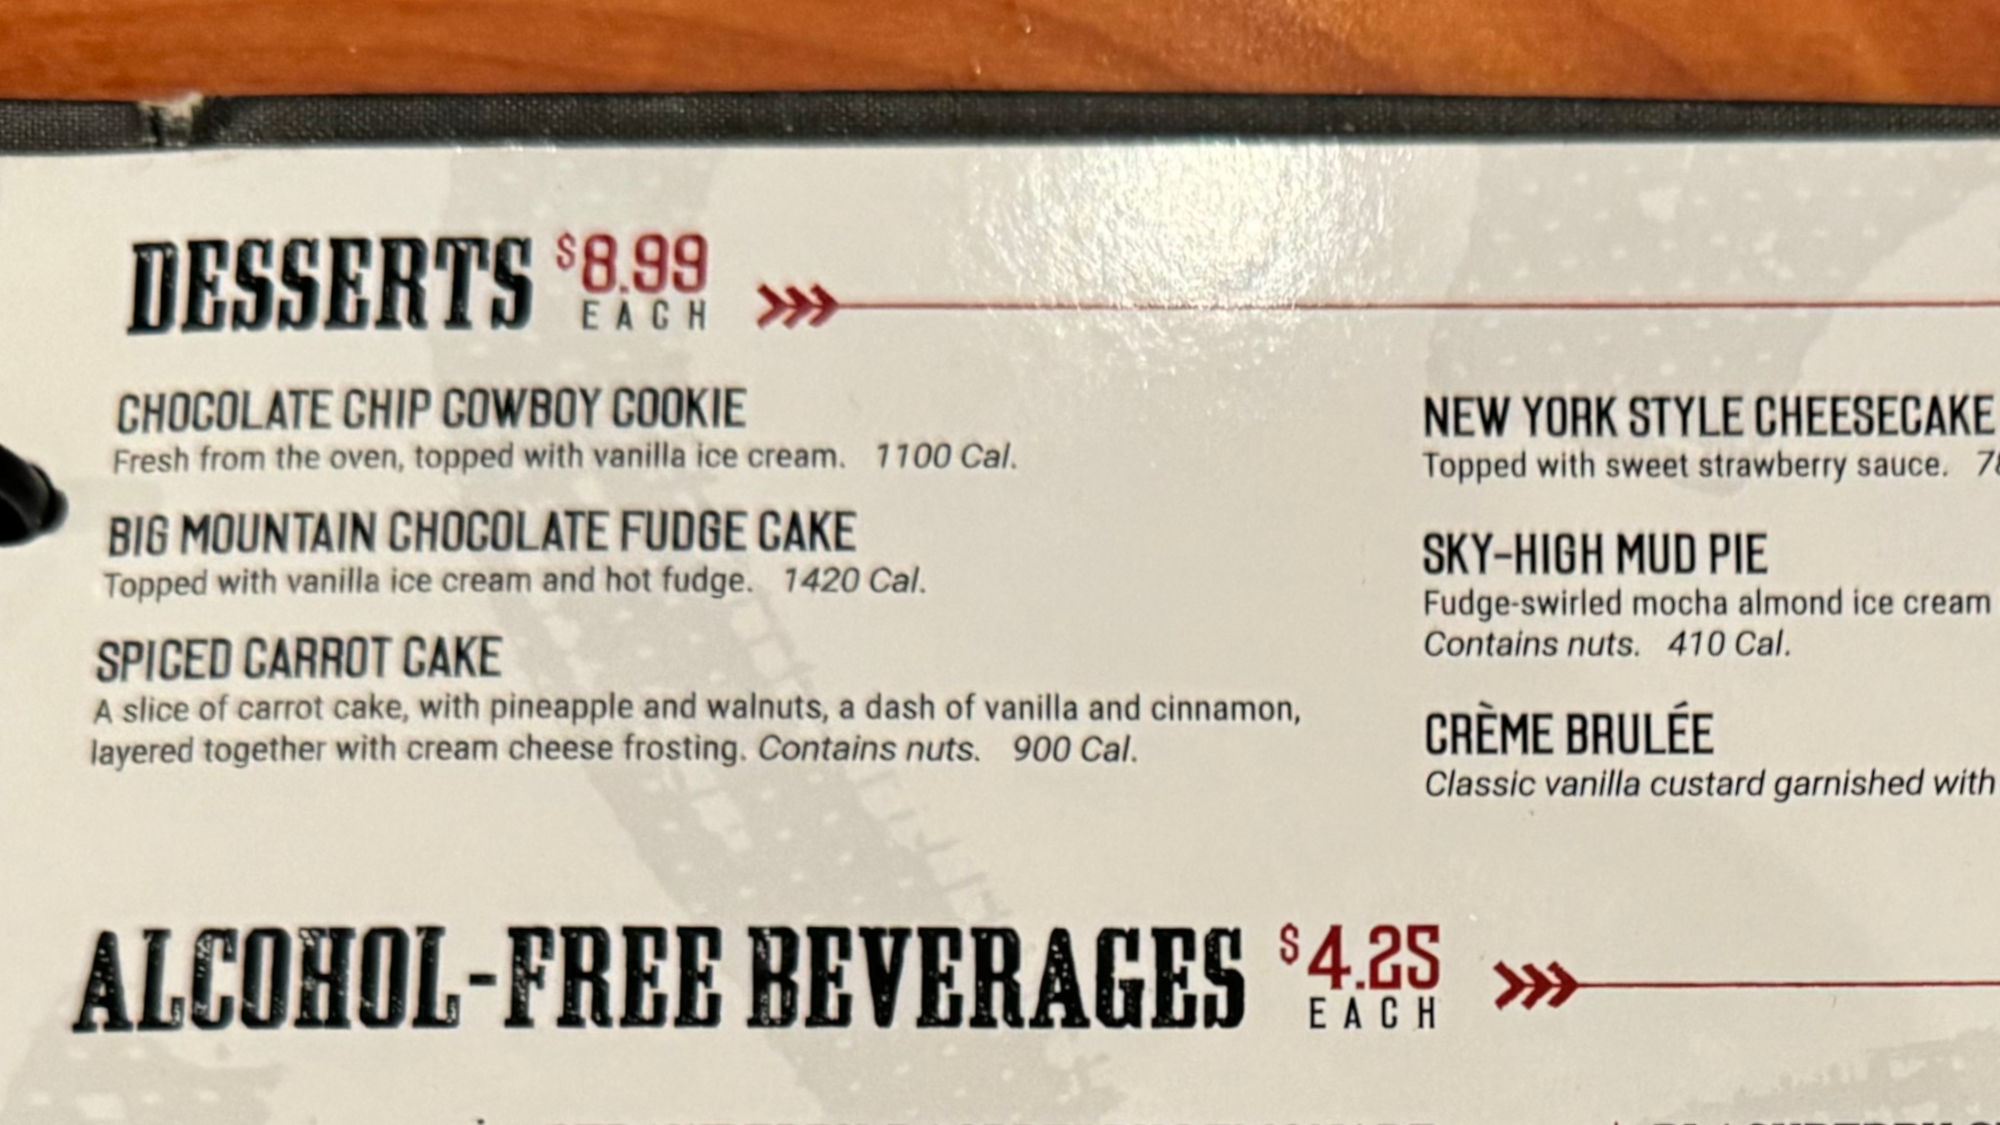 DESSERTS $8.99
EACH
CHOCOLATE CHIP COWBOY COOKIE
Fresh from the oven, topped with vanilla ice cream. 1100 Cal.
BIG MOUNTAIN CHOCOLATE FUDGE CAKE
Topped with vanilla ice cream and hot fudge. 1420 Cal.
SPICED CARROT CAKE
A slice of carrot cake, with pineapple and walnuts, a dash of vanilla and cinnamon,
layered together with cream cheese frosting. Contains nuts. 900 Cal.
NEW YORK STYLE CHEESECAKE
Topped with sweet strawberry sauce.
SKY-HIGH MUD PIE
Fudge-swirled mocha almond ice cream
Contains nuts. 410 Cal.
CRÈME BRULÉE
Classic vanilla custard garnished with
ALCOHOL-FREE BEVERAGES $4.25
EACH